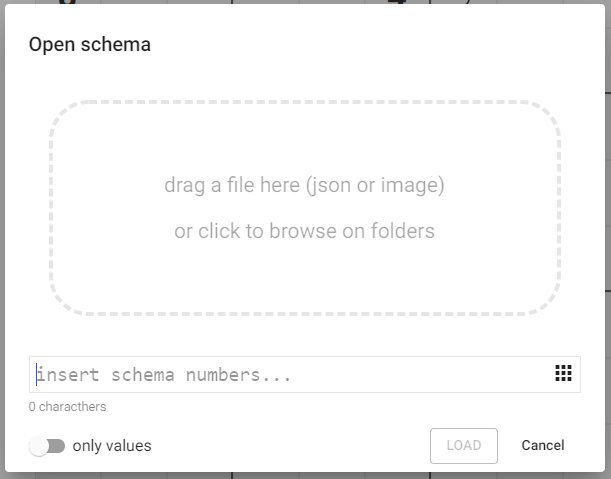 Open schema
drag a file here (json or image)
or click to browse on folders
insert schema numbers...
0 characthers
only values
LOAD
Cancel